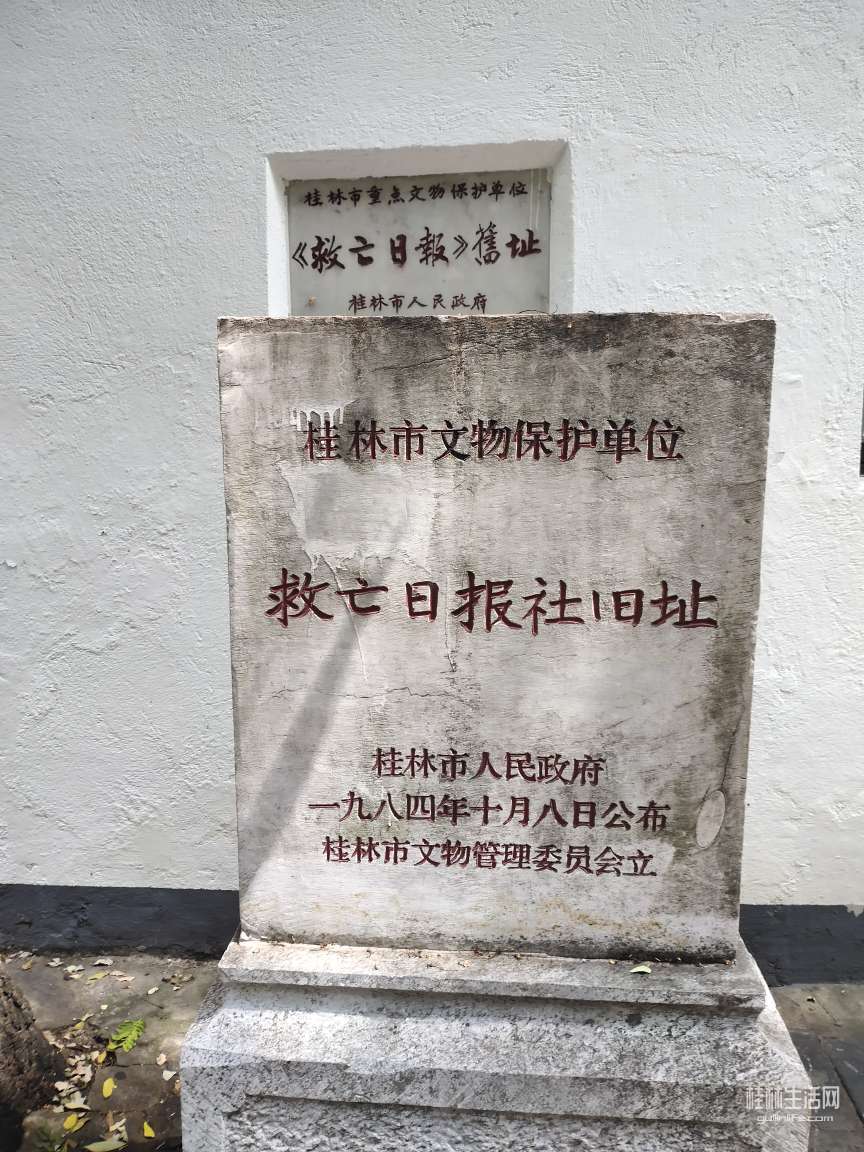 桂林市重点文物保护单位
《救亡日報》舊址
桂林市人民政府
桂林市文物保护单位
救亡日报社旧址
桂林市人民政府
一九八四年十月八日公布
桂林市文物管理委员会立
桂林生活网
guilinlife.com